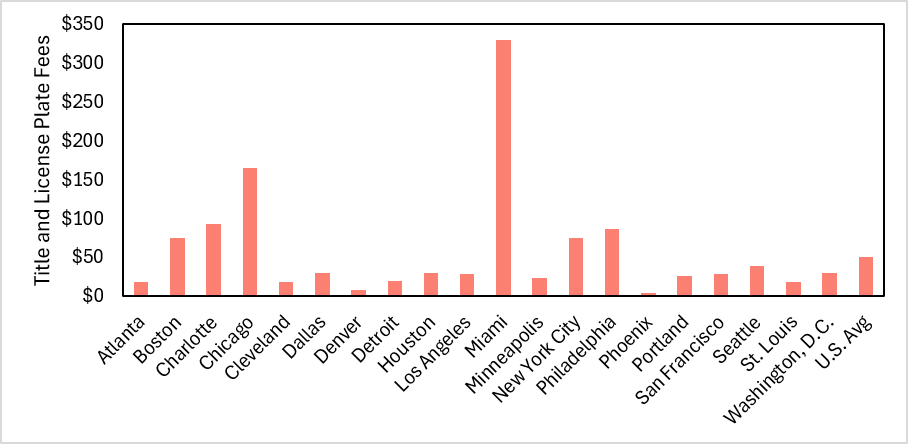 Title and License Plate Fees
$350
$300
$250
$200
$150
$100
$50
$0
Atlanta
Boston
Charlotte
Chicago
Cleveland
Dallas
Denver
Detroit
Houston
Los Angeles
Miami
Minneapolis
New York City
Philadelphia
Phoenix
Portland
San Francisco
Seattle
St. Louis
Washington, D.C.
U.S. Avg